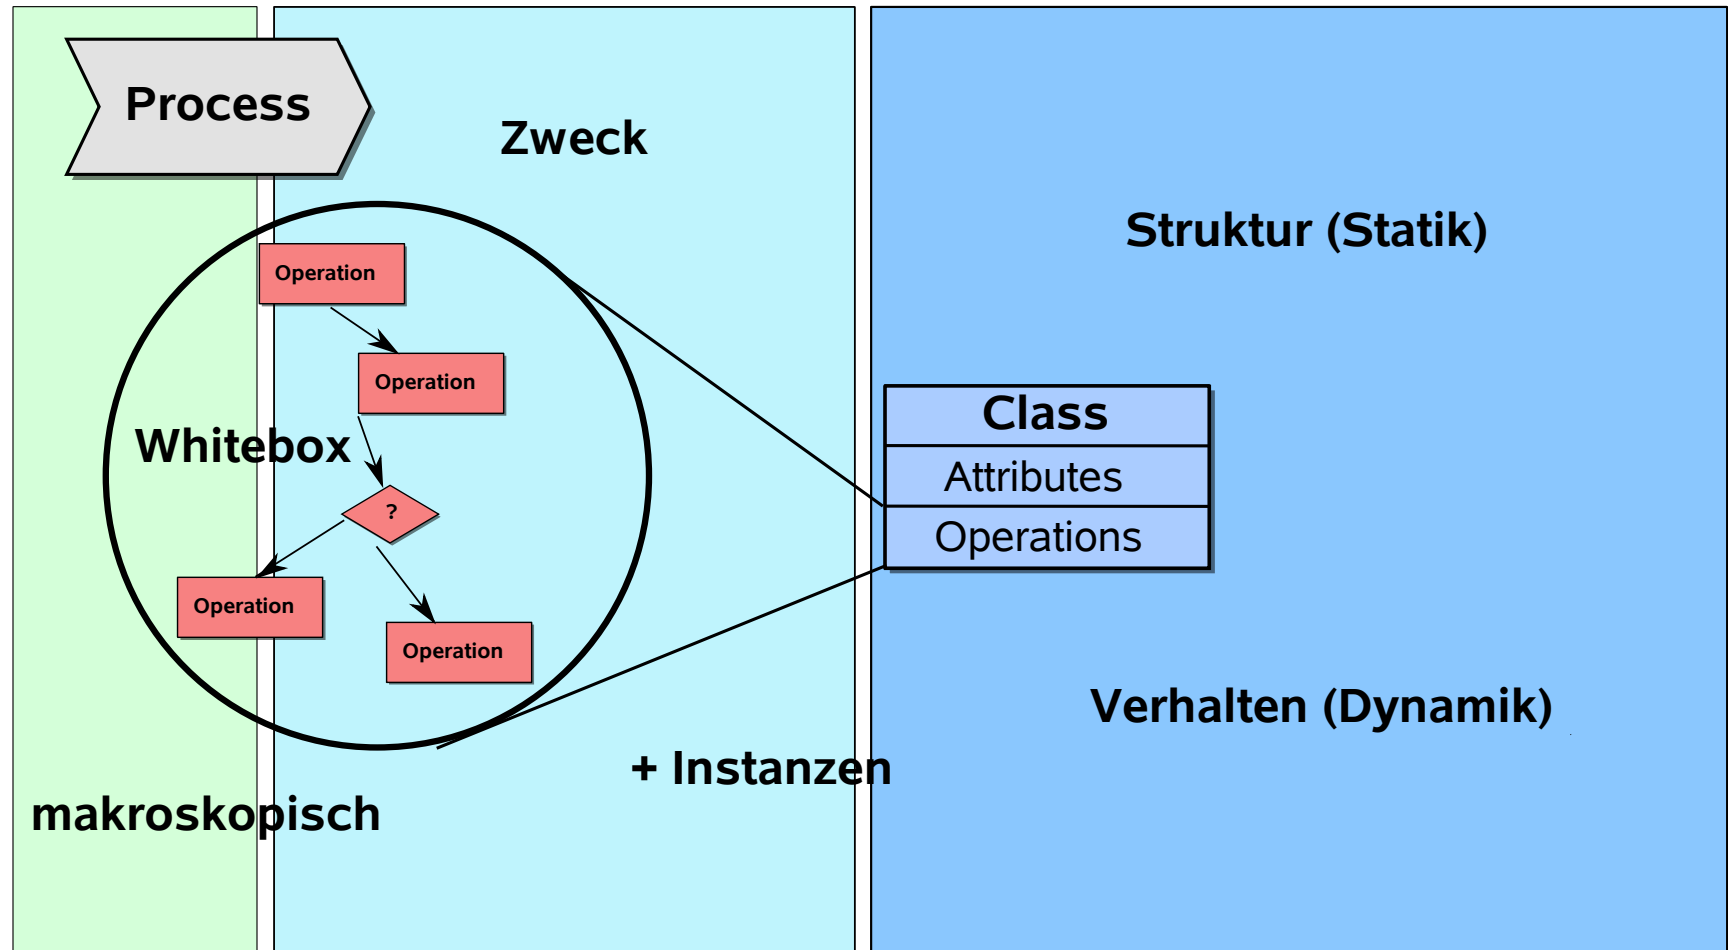 Process
Zweck
Struktur (Statik)
Operation
Operation
Whitebox
?
Operation
Operation
Class
Attributes
Operations
Verhalten (Dynamik)
+ Instanzen
makroskopisch